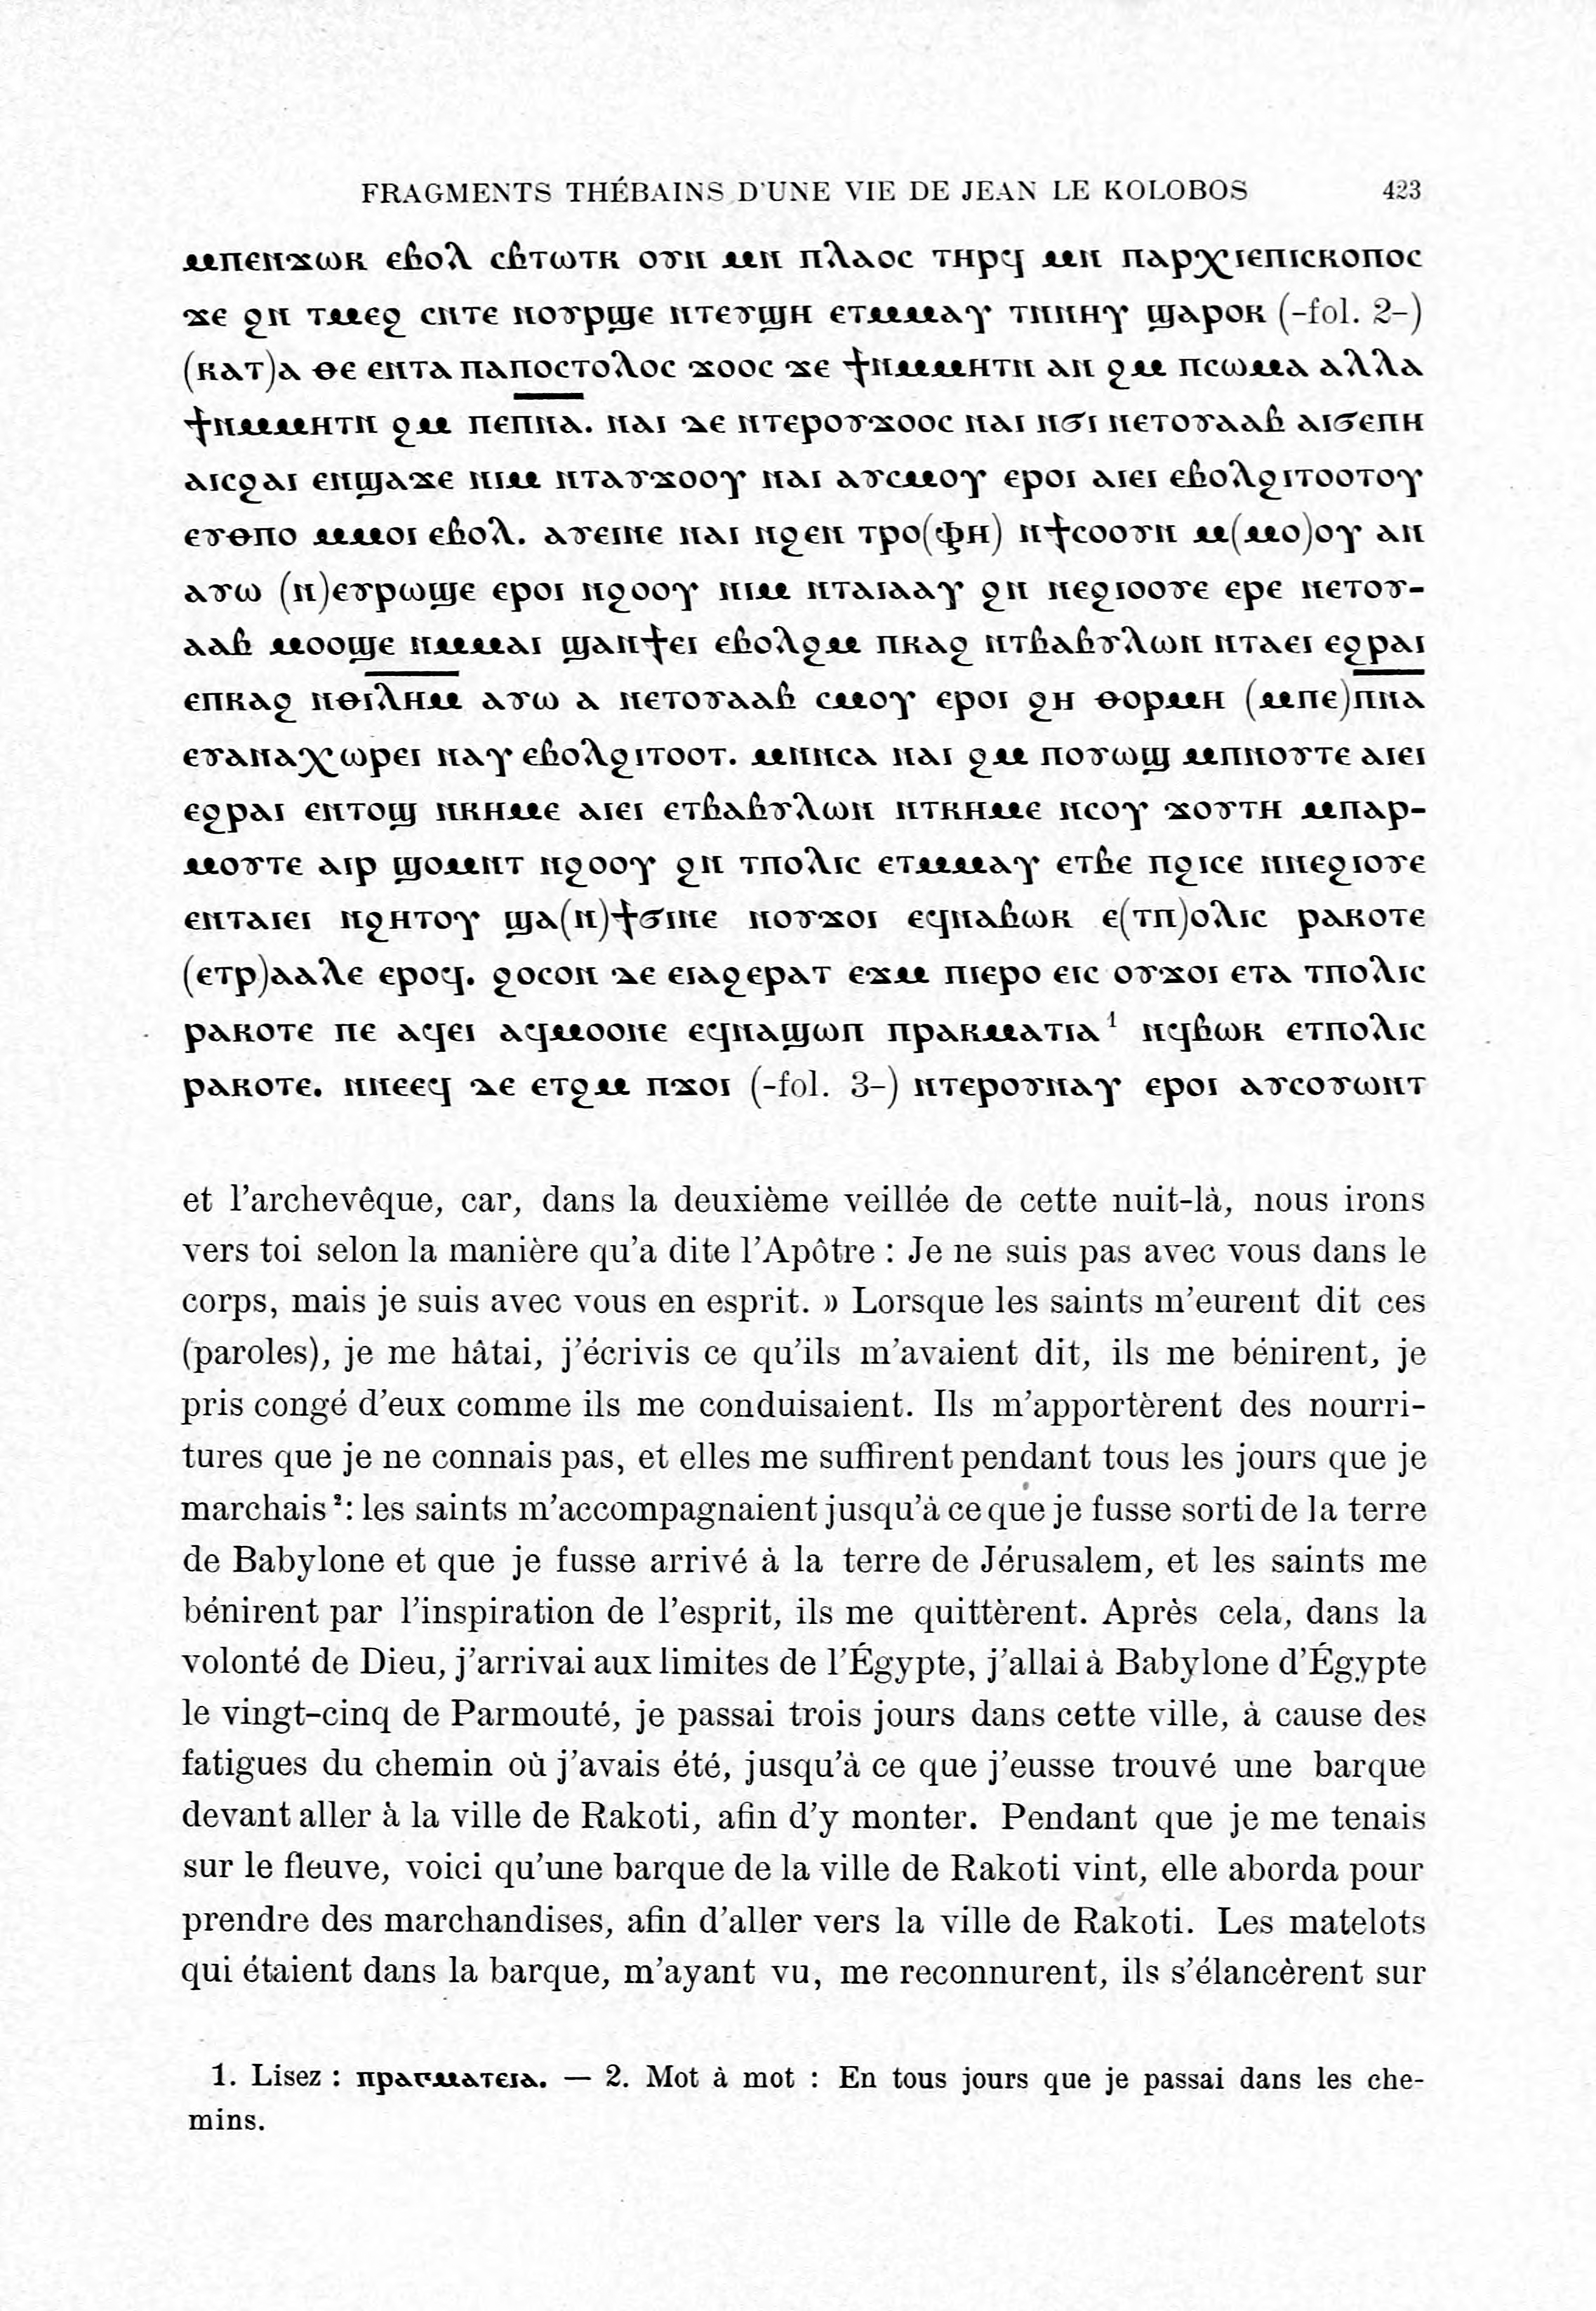 FRAGMENTS THÉBAINS D'UNE VIE DE JEAN LE KOLOBOS 423
ⲙⲡⲉⲛϫⲱⲕ ⲉⲃⲟⲗ ⲥⲃⲧⲱⲧⲕ ⲟⲩⲛ ⲙⲛ ⲡⲗⲁⲟⲥ ⲧⲏⲣϥ ⲙⲛ ⲡⲁⲣⲭⲓⲉⲡⲓⲥⲕⲟⲡⲟⲥ
ϫⲉ ϩⲛ ⲧⲙⲉϩ ⲥⲛⲧⲉ ⲛⲟⲩⲣϣⲉ ⲛⲧⲉⲩϣⲏ ⲉⲧⲙⲙⲁⲩ ⲧⲛⲛⲏⲩ ϣⲁⲣⲟⲕ (-fol. 2-)
(ⲕⲁⲧ)ⲁ ⲑⲉ ⲉⲛⲧⲁ ⲡⲁⲡⲟⲥⲧⲟⲗⲟⲥ ϫⲟⲟⲥ ϫⲉ ϯⲛⲙⲙⲏⲧⲛ ⲁⲛ ϩⲙ ⲡⲥⲱⲙⲁ ⲁⲗⲗⲁ
ϯⲛⲙⲙⲏⲧⲛ ϩⲙ ⲡⲉⲡ̅ⲛ̅ⲁ̅. ⲛⲁⲓ ⲇⲉ ⲛⲧⲉⲣⲟⲩϫⲟⲟⲥ ⲛⲁⲓ ⲛϭⲓ ⲛⲉⲧⲟⲩⲁⲁⲃ ⲁⲓϭⲉⲡⲏ
ⲁⲓⲥϩⲁⲓ ⲉⲛϣⲁϫⲉ ⲛⲓⲙ ⲛⲧⲁⲩϫⲟⲟⲩ ⲛⲁⲓ ⲁⲩⲥⲙⲟⲩ ⲉⲣⲟⲓ ⲁⲓⲉⲓ ⲉⲃⲟⲗϩⲓⲧⲟⲟⲧⲟⲩ
ⲉⲩⲑⲡⲟ ⲙⲙⲟⲓ ⲉⲃⲟⲗ. ⲁⲩⲉⲓⲛⲉ ⲛⲁⲓ ⲛϩⲉⲛ ⲧⲣⲟ(ⲫⲏ) ⲛϯⲥⲟⲟⲩⲛ ⲙ(ⲙⲟ)ⲟⲩ ⲁⲛ
ⲁⲩⲱ (ⲛ)ⲉⲩⲣⲱϣⲉ ⲉⲣⲟⲓ ⲛϩⲟⲟⲩ ⲛⲓⲙ ⲛⲧⲁⲓⲁⲁⲩ ϩⲛ ⲛⲉϩⲓⲟⲟⲩⲉ ⲉⲣⲉ ⲛⲉⲧⲟⲩ-
ⲁⲁⲃ ⲙⲟⲟϣⲉ ⲛⲙⲙⲁⲓ ϣⲁⲛϯⲉⲓ ⲉⲃⲟⲗϩⲙ ⲡⲕⲁϩ ⲛⲧⲃⲁⲃⲩⲗⲱⲛ ⲛⲧⲁⲉⲓ ⲉϩⲣⲁⲓ
ⲉⲡⲕⲁϩ ⲛⲑ̅ⲓ̅ⲗ̅ⲏ̅ⲙ̅ ⲁⲩⲱ ⲁ ⲛⲉⲧⲟⲩⲁⲁⲃ ⲥⲙⲟⲩ ⲉⲣⲟⲓ ϩⲏ ⲑⲟⲣⲙⲏ (ⲙⲡⲉ)ⲡ̅ⲛ̅ⲁ̅
ⲉⲩⲁⲛⲁⲭⲱⲣⲉⲓ ⲛⲁⲩ ⲉⲃⲟⲗϩⲓⲧⲟⲟⲧ. ⲙⲛⲛⲥⲁ ⲛⲁⲓ ϩⲙ ⲡⲟⲩⲱϣ ⲙⲡⲛⲟⲩⲧⲉ ⲁⲓⲉⲓ
ⲉϩⲣⲁⲓ ⲉⲛⲧⲟϣ ⲛⲕⲏⲙⲉ ⲁⲓⲉⲓ ⲉⲧⲃⲁⲃⲩⲗⲱⲛ ⲛⲧⲕⲏⲙⲉ ⲛⲥⲟⲩ ϫⲟⲩⲧⲏ ⲙⲡⲁⲣ-
ⲙⲟⲩⲧⲉ ⲁⲓⲣ ϣⲟⲙⲛⲧ ⲛϩⲟⲟⲩ ϩⲛ ⲧⲡⲟⲗⲓⲥ ⲉⲧⲙⲙⲁⲩ ⲉⲧⲃⲉ ⲡϩⲓⲥⲉ ⲛⲛⲉϩⲓⲟⲩⲉ
ⲉⲛⲧⲁⲓⲉⲓ ⲛϩⲏⲧⲟⲩ ϣⲁ(ⲛ)ϯϭⲓⲛⲉ ⲛⲟⲩϫⲟⲓ ⲉϥⲛⲁⲃⲱⲕ ⲉ(ⲧⲡ)ⲟⲗⲓⲥ ⲣⲁⲕⲟⲧⲉ
(ⲉⲧⲣ)ⲁⲁⲗⲉ ⲉⲣⲟϥ. ϩⲟⲥⲟⲛ ⲇⲉ ⲉⲓⲁϩⲉⲣⲁⲧ ⲉϫⲙ ⲡⲓⲉⲣⲟ ⲉⲓⲥ ⲟⲩϫⲟⲓ ⲉⲧⲁ ⲧⲡⲟⲗⲓⲥ
ⲣⲁⲕⲟⲧⲉ ⲡⲉ ⲁϥⲉⲓ ⲁϥⲙⲟⲟⲛⲉ ⲉϥⲛⲁϣⲱⲡ ⲡⲣⲁⲕⲙⲁⲧⲓⲁ¹ ⲛϥⲃⲱⲕ ⲉⲧⲡⲟⲗⲓⲥ
ⲣⲁⲕⲟⲧⲉ. ⲛⲛⲉⲉϥ ⲇⲉ ⲉⲧϩⲙ ⲡϫⲟⲓ (-fol. 3-) ⲛⲧⲉⲣⲟⲩⲛⲁⲩ ⲉⲣⲟⲓ ⲁⲩⲥⲟⲩⲱⲛⲧ
et l'archevêque, car, dans la deuxième veillée de cette nuit-là, nous irons
vers toi selon la manière qu'a dite l'Apôtre : Je ne suis pas avec vous dans le
corps, mais je suis avec vous en esprit. » Lorsque les saints m'eurent dit ces
(paroles), je me hâtai, j'écrivis ce qu'ils m'avaient dit, ils me bénirent, je
pris congé d'eux comme ils me conduisaient. Ils m'apportèrent des nourri-
tures que je ne connais pas, et elles me suffirent pendant tous les jours que je
marchais²: les saints m'accompagnaient jusqu'à ce que je fusse sorti de la terre
de Babylone et que je fusse arrivé à la terre de Jérusalem, et les saints me
bénirent par l'inspiration de l'esprit, ils me quittèrent. Après cela, dans la
volonté de Dieu, j'arrivai aux limites de l'Égypte, j'allai à Babylone d'Égypte
le vingt-cinq de Parmouté, je passai trois jours dans cette ville, à cause des
fatigues du chemin où j'avais été, jusqu'à ce que j'eusse trouvé une barque
devant aller à la ville de Rakoti, afin d'y monter. Pendant que je me tenais
sur le fleuve, voici qu'une barque de la ville de Rakoti vint, elle aborda pour
prendre des marchandises, afin d'aller vers la ville de Rakoti. Les matelots
qui étaient dans la barque, m'ayant vu, me reconnurent, ils s'élancèrent sur
1. Lisez : ⲡⲣⲁⲅⲙⲁⲧⲉⲓⲁ. — 2. Mot à mot : En tous jours que je passai dans les che-
mins.